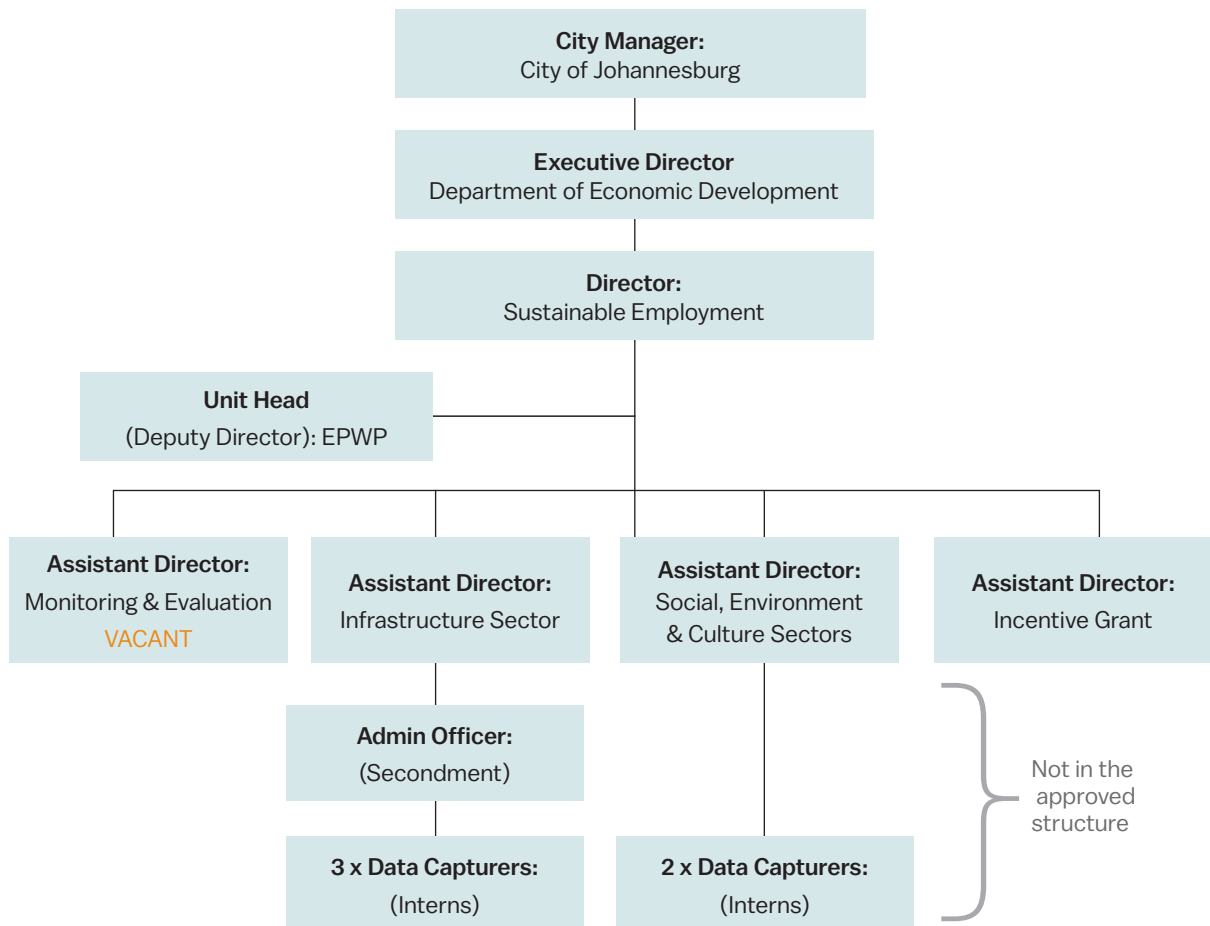 City Manager:
City of Johannesburg
Executive Director
Department of Economic Development
Director:
Sustainable Employment
Unit Head
(Deputy Director): EPWP
Assistant Director:
Monitoring & Evaluation
VACANT
Assistant Director:
Infrastructure Sector
Assistant Director:
Social, Environment
& Culture Sectors
Assistant Director:
Incentive Grant
Admin Officer:
(Secondment)
3 x Data Capturers:
(Interns)
2 x Data Capturers:
(Interns)
Not in the
approved
structure